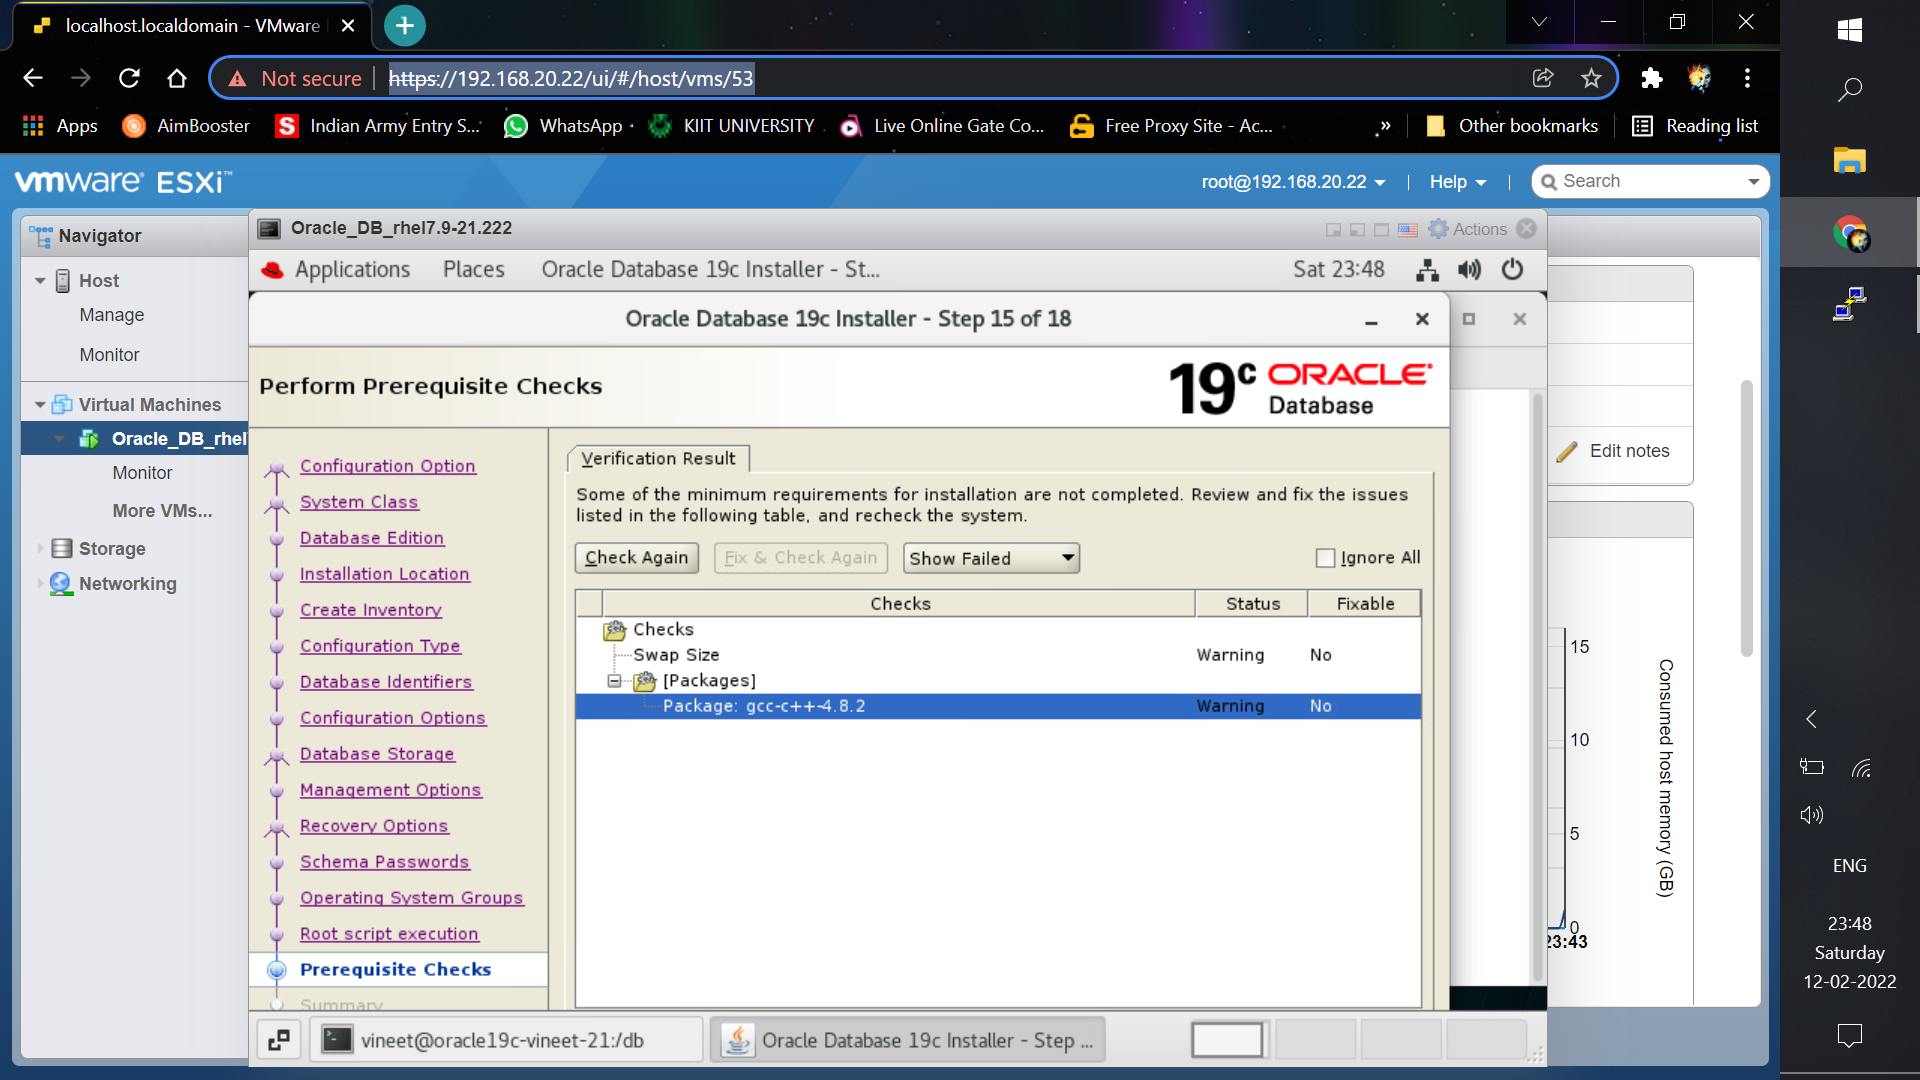 localhost.localdomain - VMware
Not secure
https://192.168.20.22/ui/#/host/vms/53
Apps
AimBooster
Indian Army Entry S...
WhatsApp
KIIT UNIVERSITY
Live Online Gate Co...
Free Proxy Site - Ac...
»
Other bookmarks
Reading list
vmware ESXi™
root@192.168.20.22
Help
Search
Navigator
Host
Manage
Monitor
Virtual Machines
Oracle_DB_rhel
Monitor
More VMs...
Storage
Networking
Oracle_DB_rhel7.9-21.222
Actions
Applications
Places
Oracle Database 19c Installer - St...
Sat 23:48
Oracle Database 19c Installer - Step 15 of 18
Perform Prerequisite Checks
19c ORACLE
Database
Configuration Option
System Class
Database Edition
Installation Location
Create Inventory
Configuration Type
Database Identifiers
Configuration Options
Database Storage
Management Options
Recovery Options
Schema Passwords
Operating System Groups
Root script execution
Prerequisite Checks
Summary
Verification Result
Some of the minimum requirements for installation are not completed. Review and fix the issues
listed in the following table, and recheck the system.
Check Again
Fix & Check Again
Show Failed
Ignore All
Checks Status Fixable
Checks
Swap Size Warning No
[Packages]
Package: gcc-c++-4.8.2 Warning No
vineet@oracle19c-vineet-21:/db
Oracle Database 19c Installer - Step ...
Edit notes
15
10
5
0
23:43
Consumed host memory (GB)
ENG
23:48
Saturday
12-02-2022